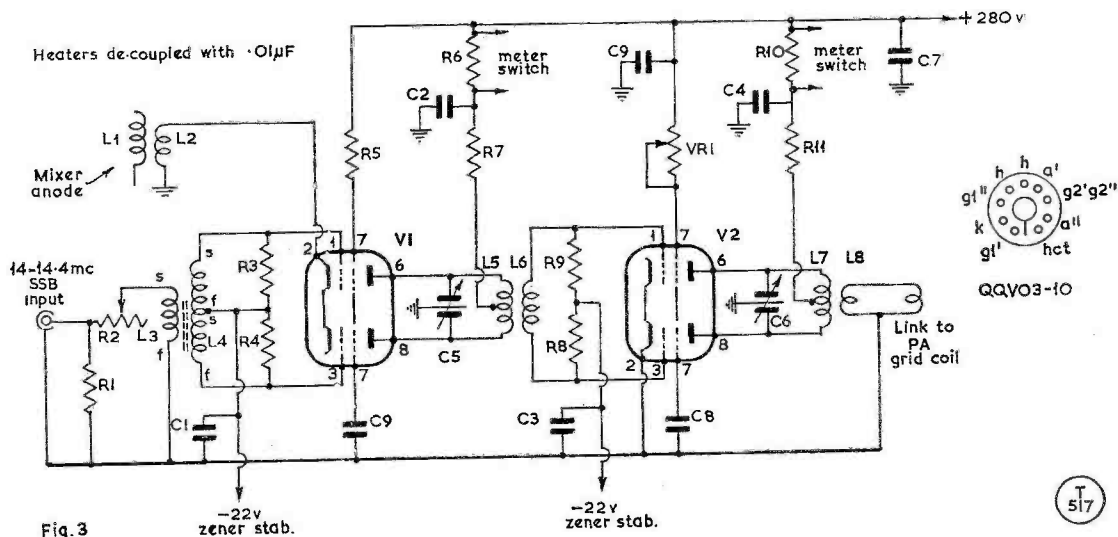 + 280 v
Heaters de-coupled with ·01µF
R6
meter
switch
C9
R10
meter
switch
C7
C2
C4
L1
L2
Mixer
anode
R5
R7
VR1
R11
h
h
a'
g1"
g2'g2"
k
a"
g1'
hct
QQVO3-10
14-14·4mc
SSB
input
s
s
R3
2
1
7
V1
6
L5
L6
R9
1
7
V2
6
L7
L8
f
s
R2
L3
L4
R4
f
f
R1
C5
8
R8
C6
8
Link to
PA
grid coil
3
7
2
3
7
C1
C9
C3
C8
-22v
zener stab.
-22v
zener stab.
Fig. 3
T
517